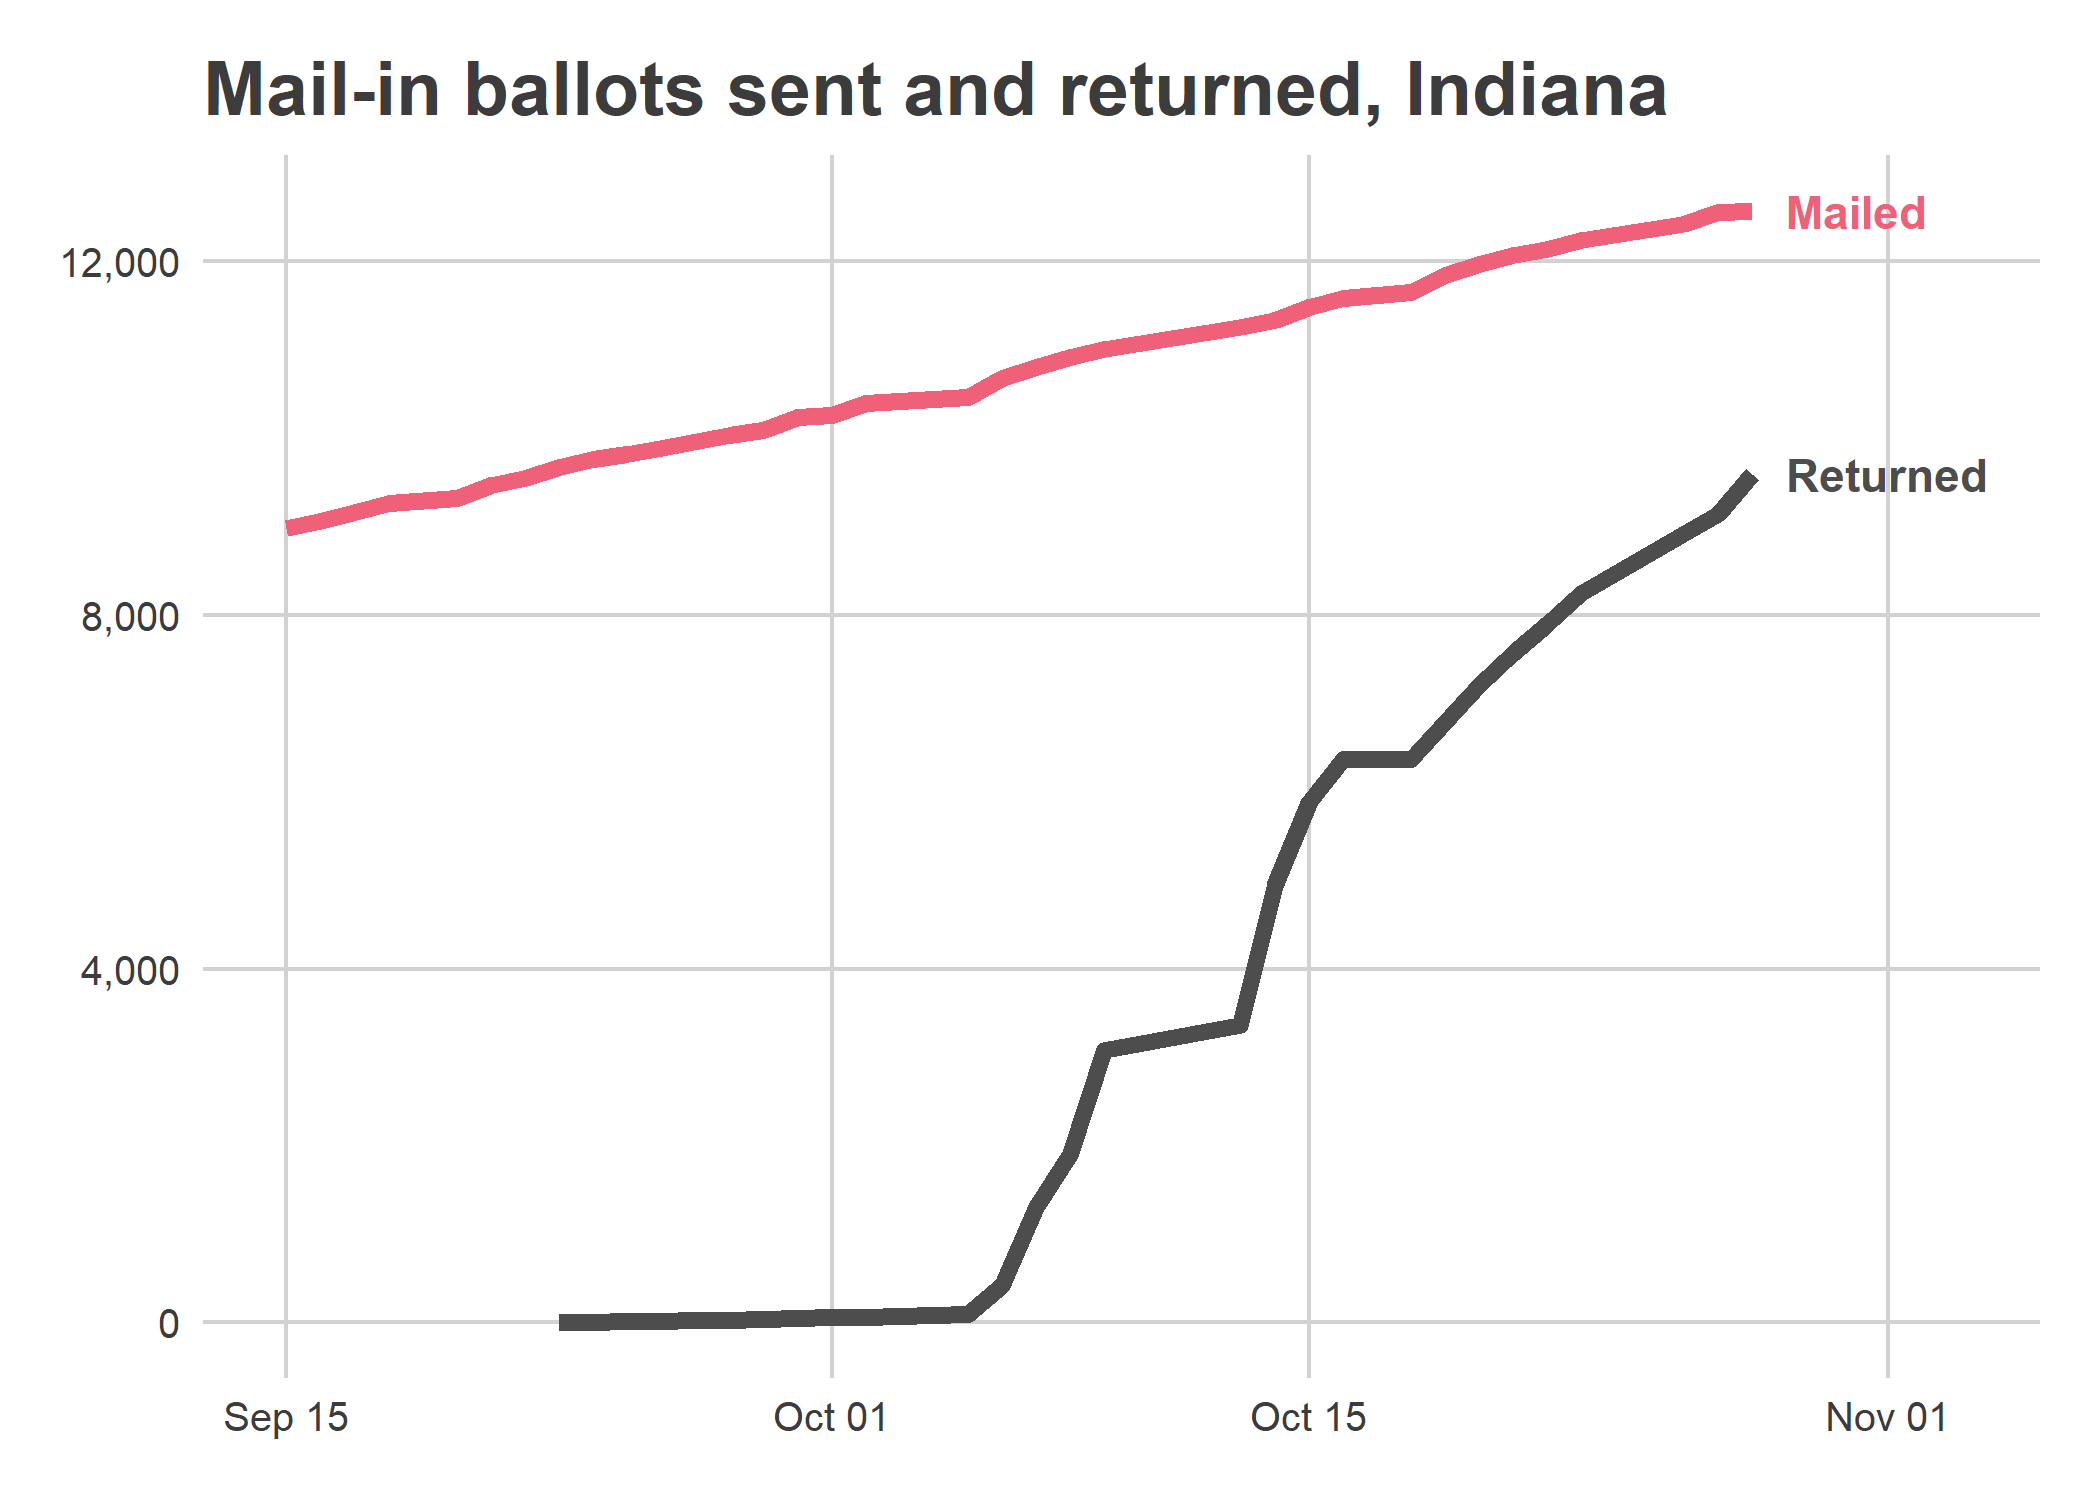 Mail-in ballots sent and returned, Indiana
Mailed
12,000
Returned
8,000
4,000
0
Sep 15 Oct 01 Oct 15 Nov 01